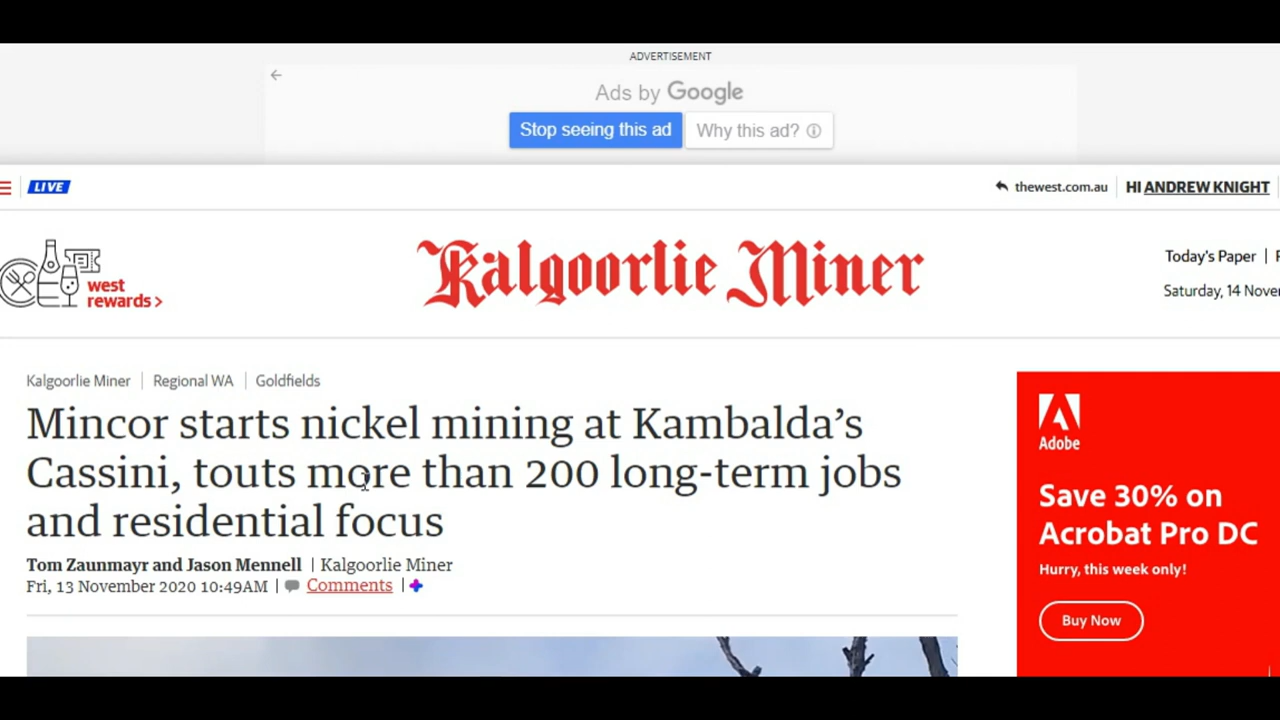 ADVERTISEMENT
Ads by Google
Stop seeing this ad
Why this ad?
LIVE
thewest.com.au
HI ANDREW KNIGHT
west
rewards >
Kalgoorlie Miner
Today's Paper |
Saturday, 14 Nove
Kalgoorlie Miner | Regional WA | Goldfields
Mincor starts nickel mining at Kambalda’s
Cassini, touts more than 200 long-term jobs
and residential focus
Tom Zaunmayr and Jason Mennell | Kalgoorlie Miner
Fri, 13 November 2020 10:49AM | Comments |
Adobe
Save 30% on
Acrobat Pro DC
Hurry, this week only!
Buy Now